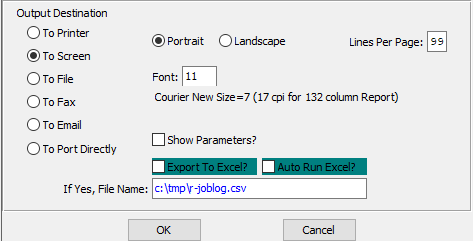 Output Destination
To Printer
To Screen
To File
To Fax
To Email
To Port Directly
Portrait Landscape Lines Per Page: 99
Font: 11
Courier New Size=7 (17 cpi for 132 column Report)
Show Parameters?
Export To Excel? Auto Run Excel?
If Yes, File Name: c:\tmp\r-joblog.csv
OK Cancel